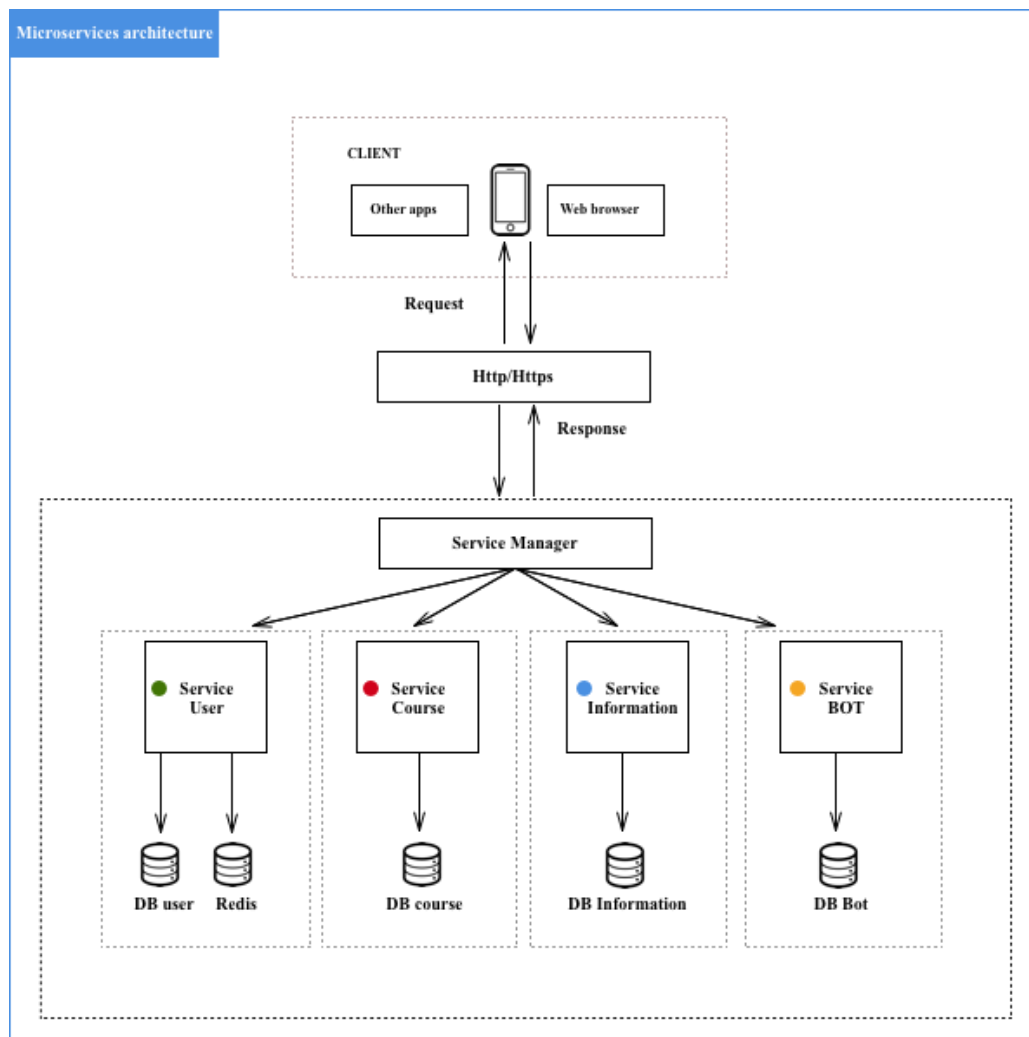 Microservices architecture
CLIENT
Other apps
Web browser
Request
Http/Https
Response
Service Manager
Service
User
Service
Course
Service
Information
Service
BOT
DB user
Redis
DB course
DB Information
DB Bot